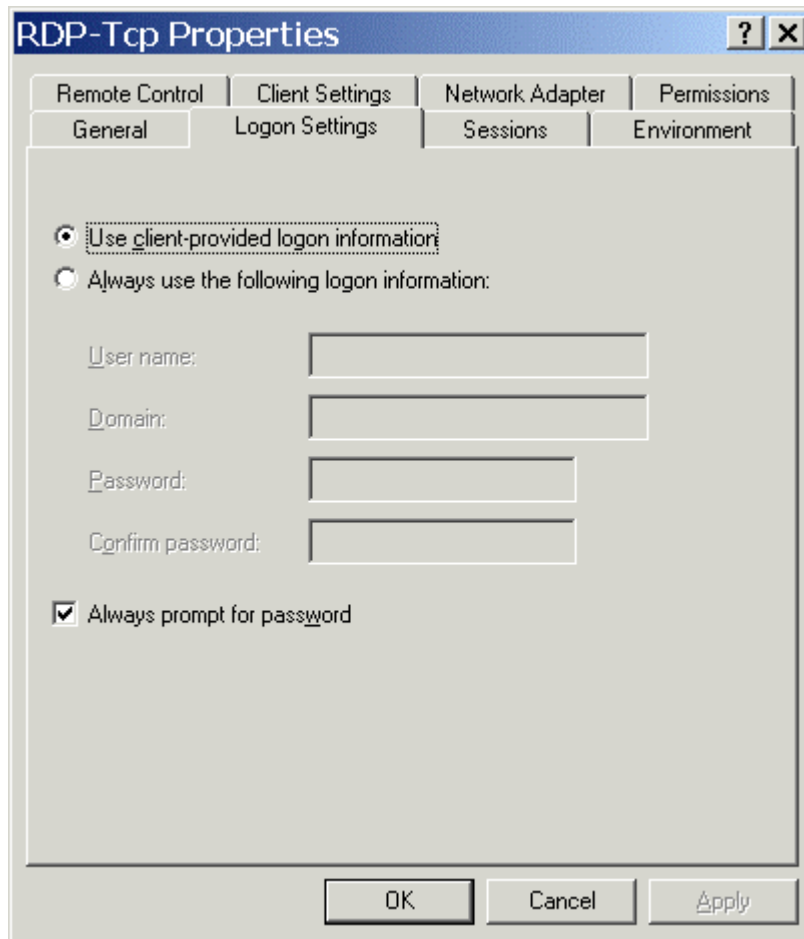 RDP-Tcp Properties
Remote Control Client Settings Network Adapter Permissions
General Logon Settings Sessions Environment
Use client-provided logon information
Always use the following logon information:
User name:
Domain:
Password:
Confirm password:
Always prompt for password
OK Cancel Apply